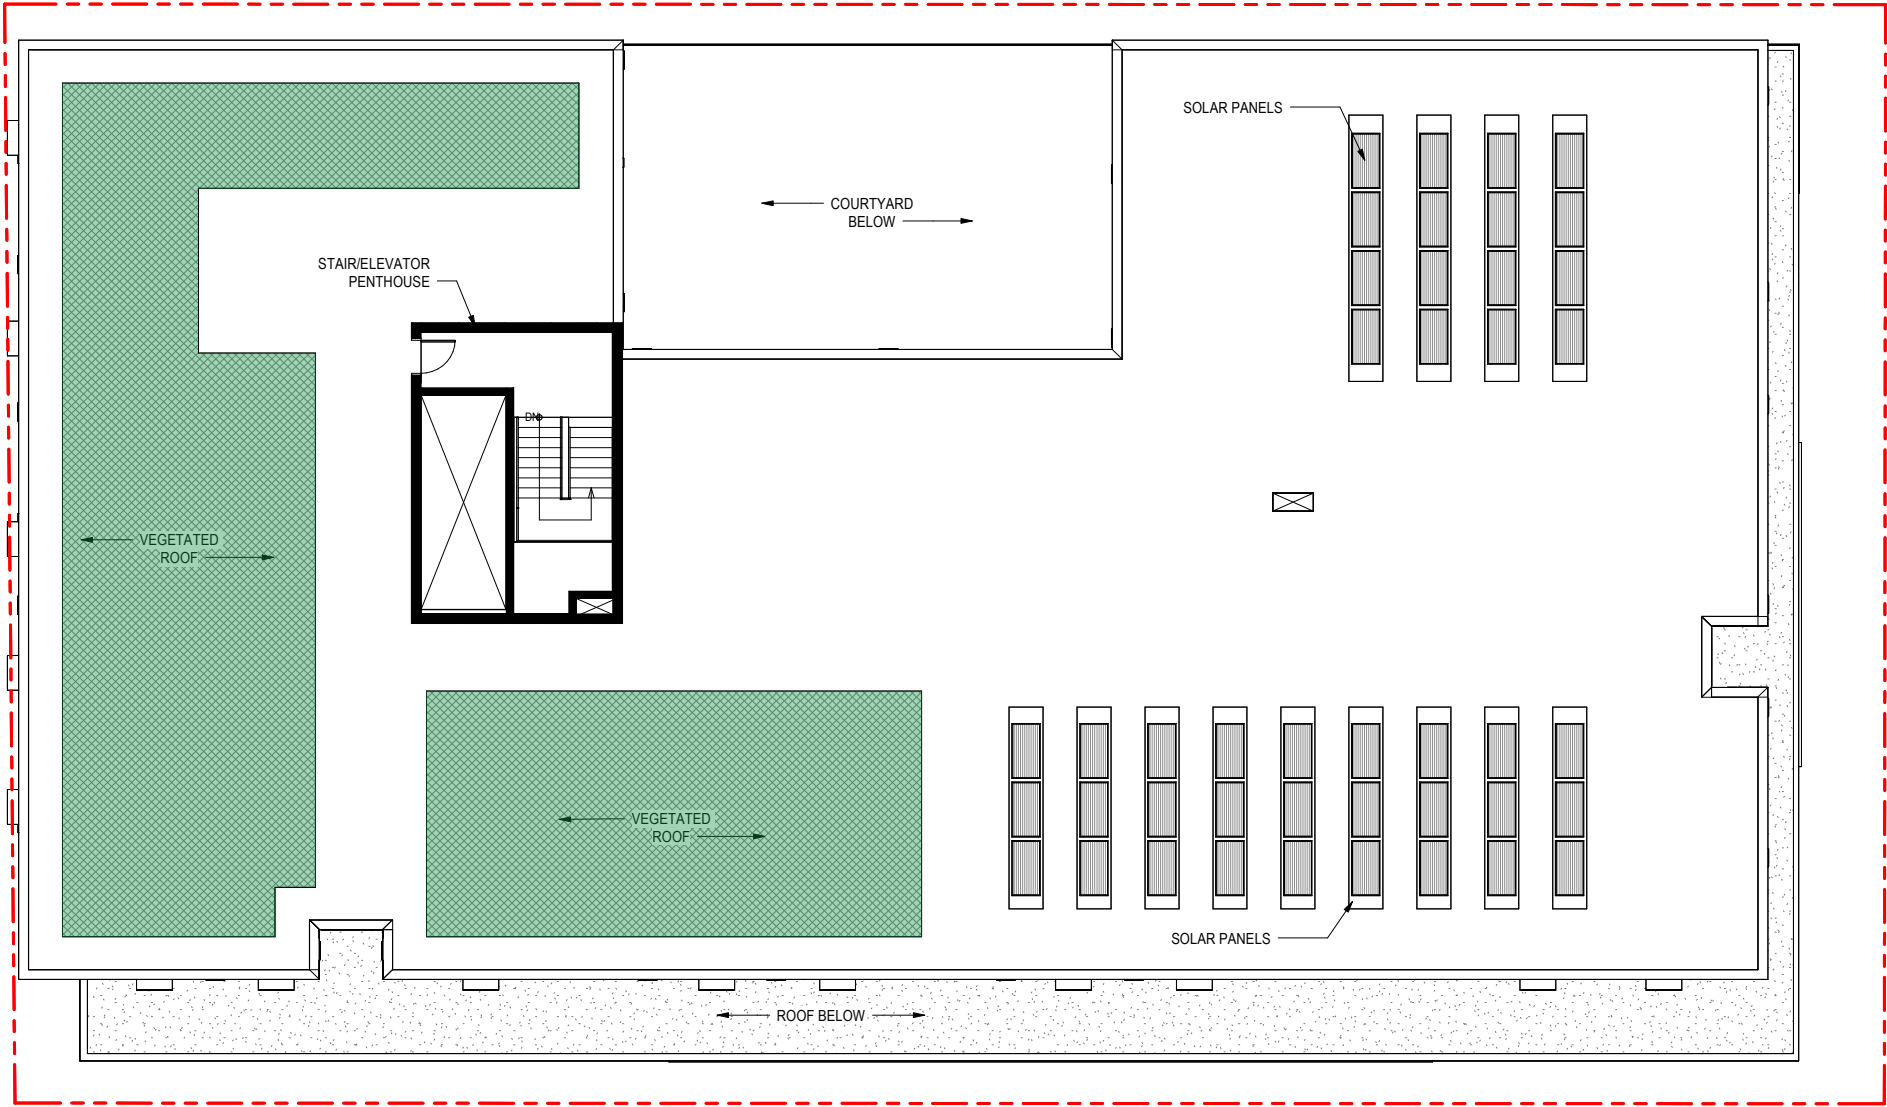 SOLAR PANELS
COURTYARD
BELOW
STAIR/ELEVATOR
PENTHOUSE
DN
VEGETATED
ROOF
VEGETATED
ROOF
SOLAR PANELS
ROOF BELOW